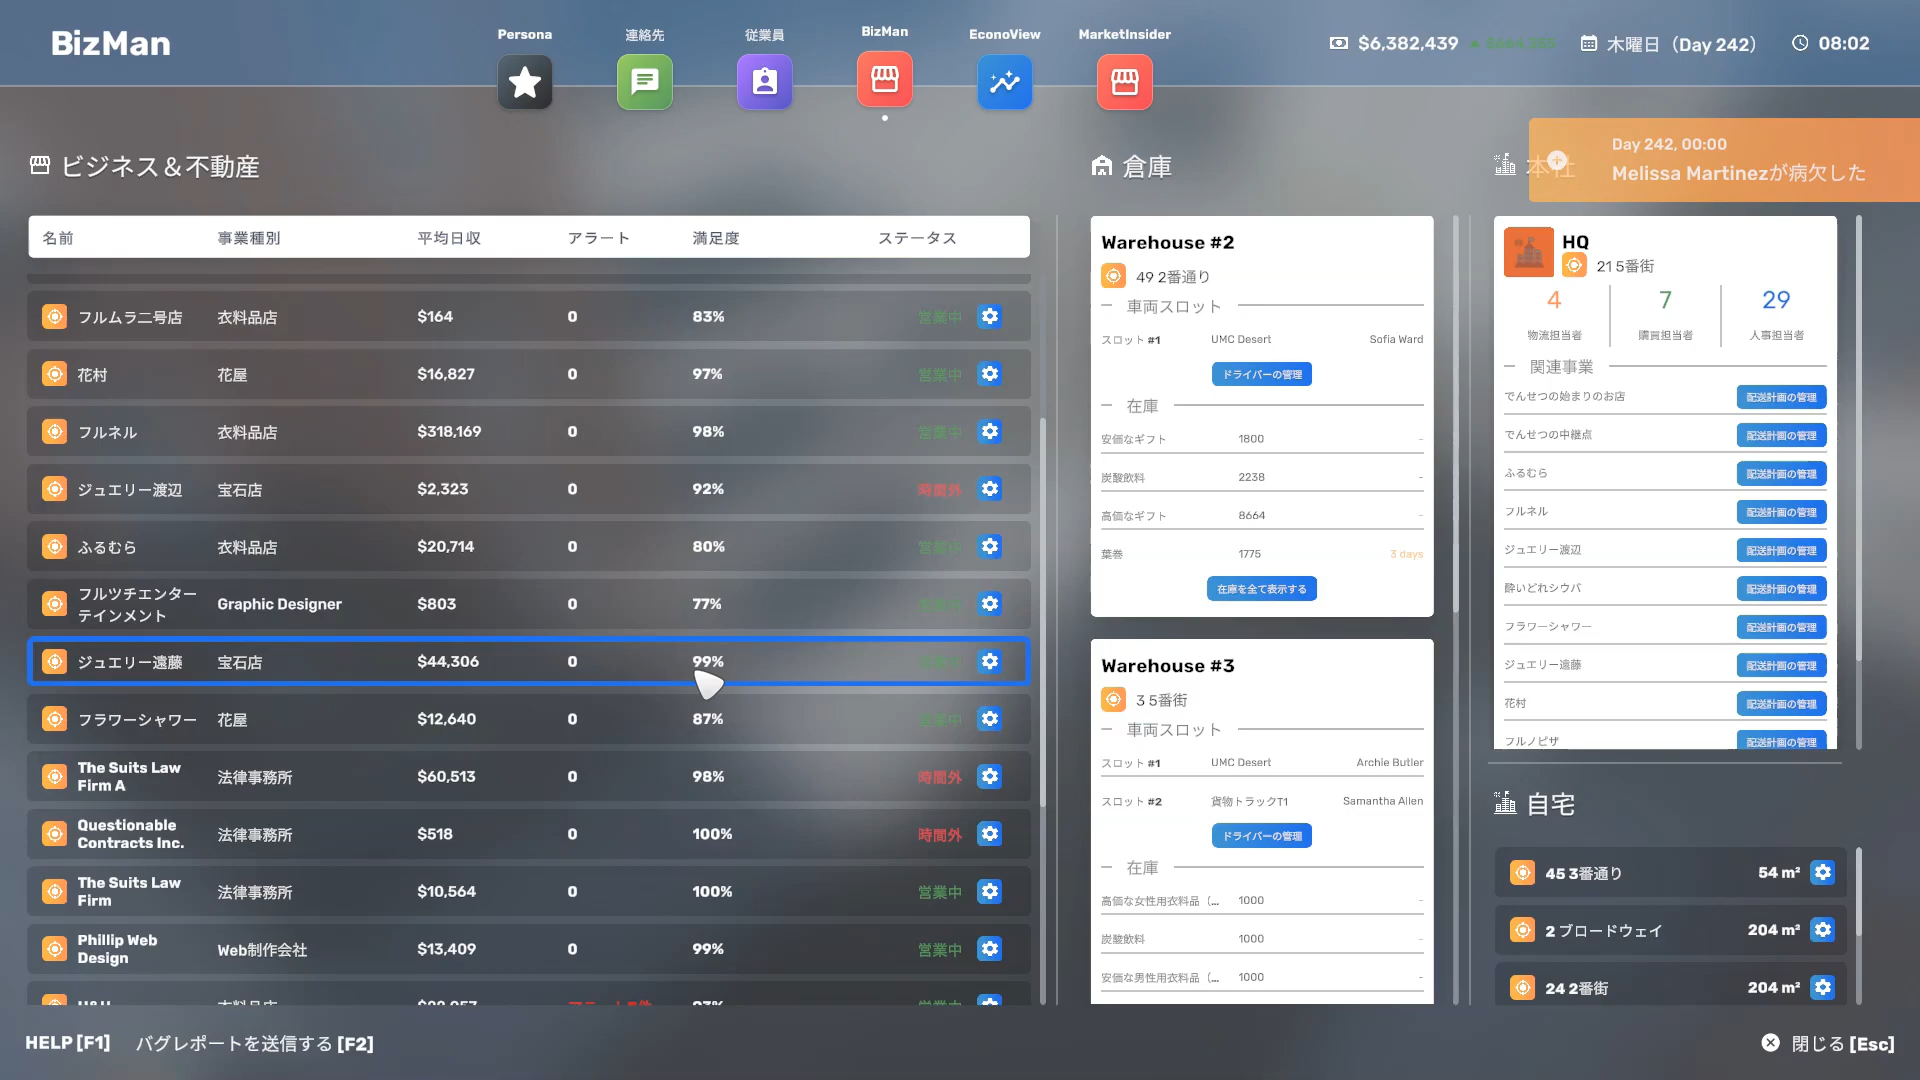 BizMan
Persona
連絡先
従業員
BizMan
EconoView
MarketInsider
$6,382,439
木曜日（Day 242）
08:02
ビジネス＆不動産
名前 事業種別 平均日収 アラート 満足度 ステータス
フルムラ二号店 衣料品店 $164 0 83% 営業中
花村 花屋 $16,827 0 97% 営業中
フルネル 衣料品店 $318,169 0 98% 営業中
ジュエリー渡辺 宝石店 $2,323 0 92% 時間外
ふるむら 衣料品店 $20,714 0 80% 営業中
フルツチエンター
テインメント Graphic Designer $803 0 77%
ジュエリー遠藤 宝石店 $44,306 0 99%
フラワーシャワー 花屋 $12,640 0 87% 営業中
The Suits Law
Firm A 法律事務所 $60,513 0 98% 時間外
Questionable
Contracts Inc. 法律事務所 $518 0 100% 時間外
The Suits Law
Firm 法律事務所 $10,564 0 100% 営業中
Phillip Web
Design Web制作会社 $13,409 0 99% 営業中
倉庫
Warehouse #2
49 2番通り
車両スロット
スロット #1 UMC Desert Sofia Ward
ドライバーの管理
在庫
安価なギフト 1800 -
炭酸飲料 2238 -
高価なギフト 8664 -
葉巻 1775 3 days
在庫を全て表示する
Warehouse #3
3 5番街
車両スロット
スロット #1 UMC Desert Archie Butler
スロット #2 貨物トラックT1 Samantha Allen
ドライバーの管理
在庫
高価な女性用衣料品（... 1000 -
炭酸飲料 1000 -
安価な男性用衣料品（... 1000 -
本社
Day 242, 00:00
Melissa Martinezが病欠した
HQ
21 5番街
4 7 29
物流担当者 購買担当者 人事担当者
関連事業
でんせつの始まりのお店 配送計画の管理
でんせつの中継点 配送計画の管理
ふるむら 配送計画の管理
フルネル 配送計画の管理
ジュエリー渡辺 配送計画の管理
酔いどれシウバ 配送計画の管理
フラワーシャワー 配送計画の管理
ジュエリー遠藤 配送計画の管理
花村 配送計画の管理
フルノピザ 配送計画の管理
自宅
45 3番通り 54 m²
2 ブロードウェイ 204 m²
24 2番街 204 m²
HELP [F1]
バグレポートを送信する [F2]
閉じる [Esc]